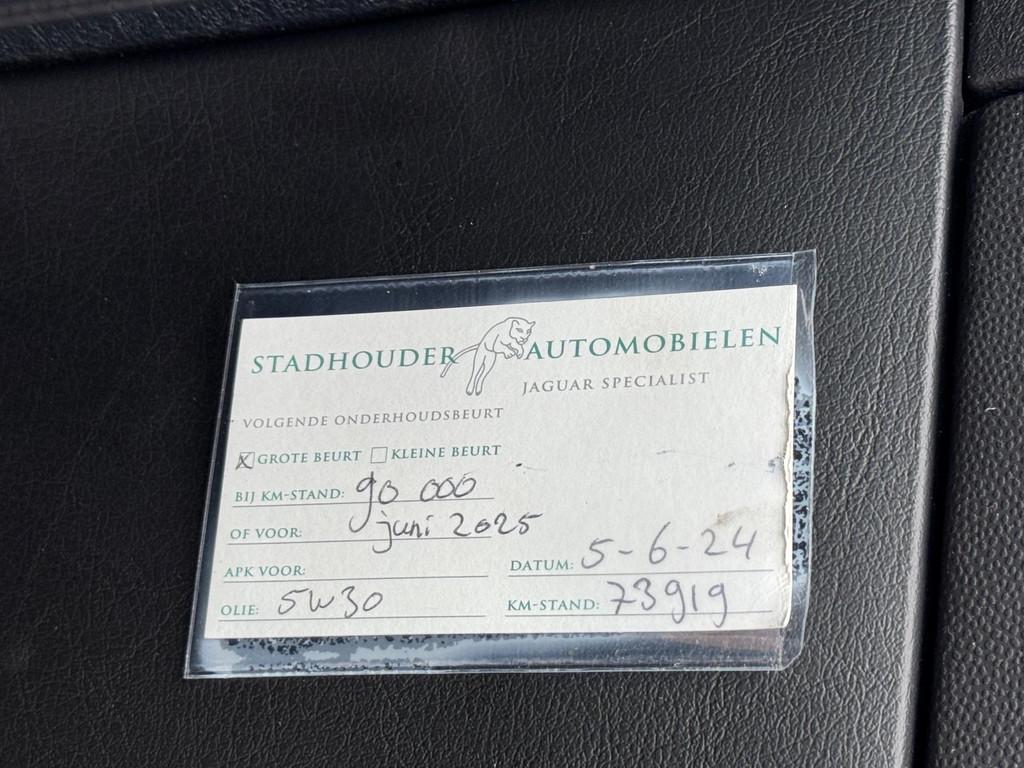 STADHOUDER AUTOMOBIELEN
JAGUAR SPECIALIST
VOLGENDE ONDERHOUDSBEURT
GROTE BEURT KLEINE BEURT
BIJ KM-STAND: 90 000
OF VOOR: juni 2025
APK VOOR:
DATUM: 5-6-24
OLIE: 5W30
KM-STAND: 73919